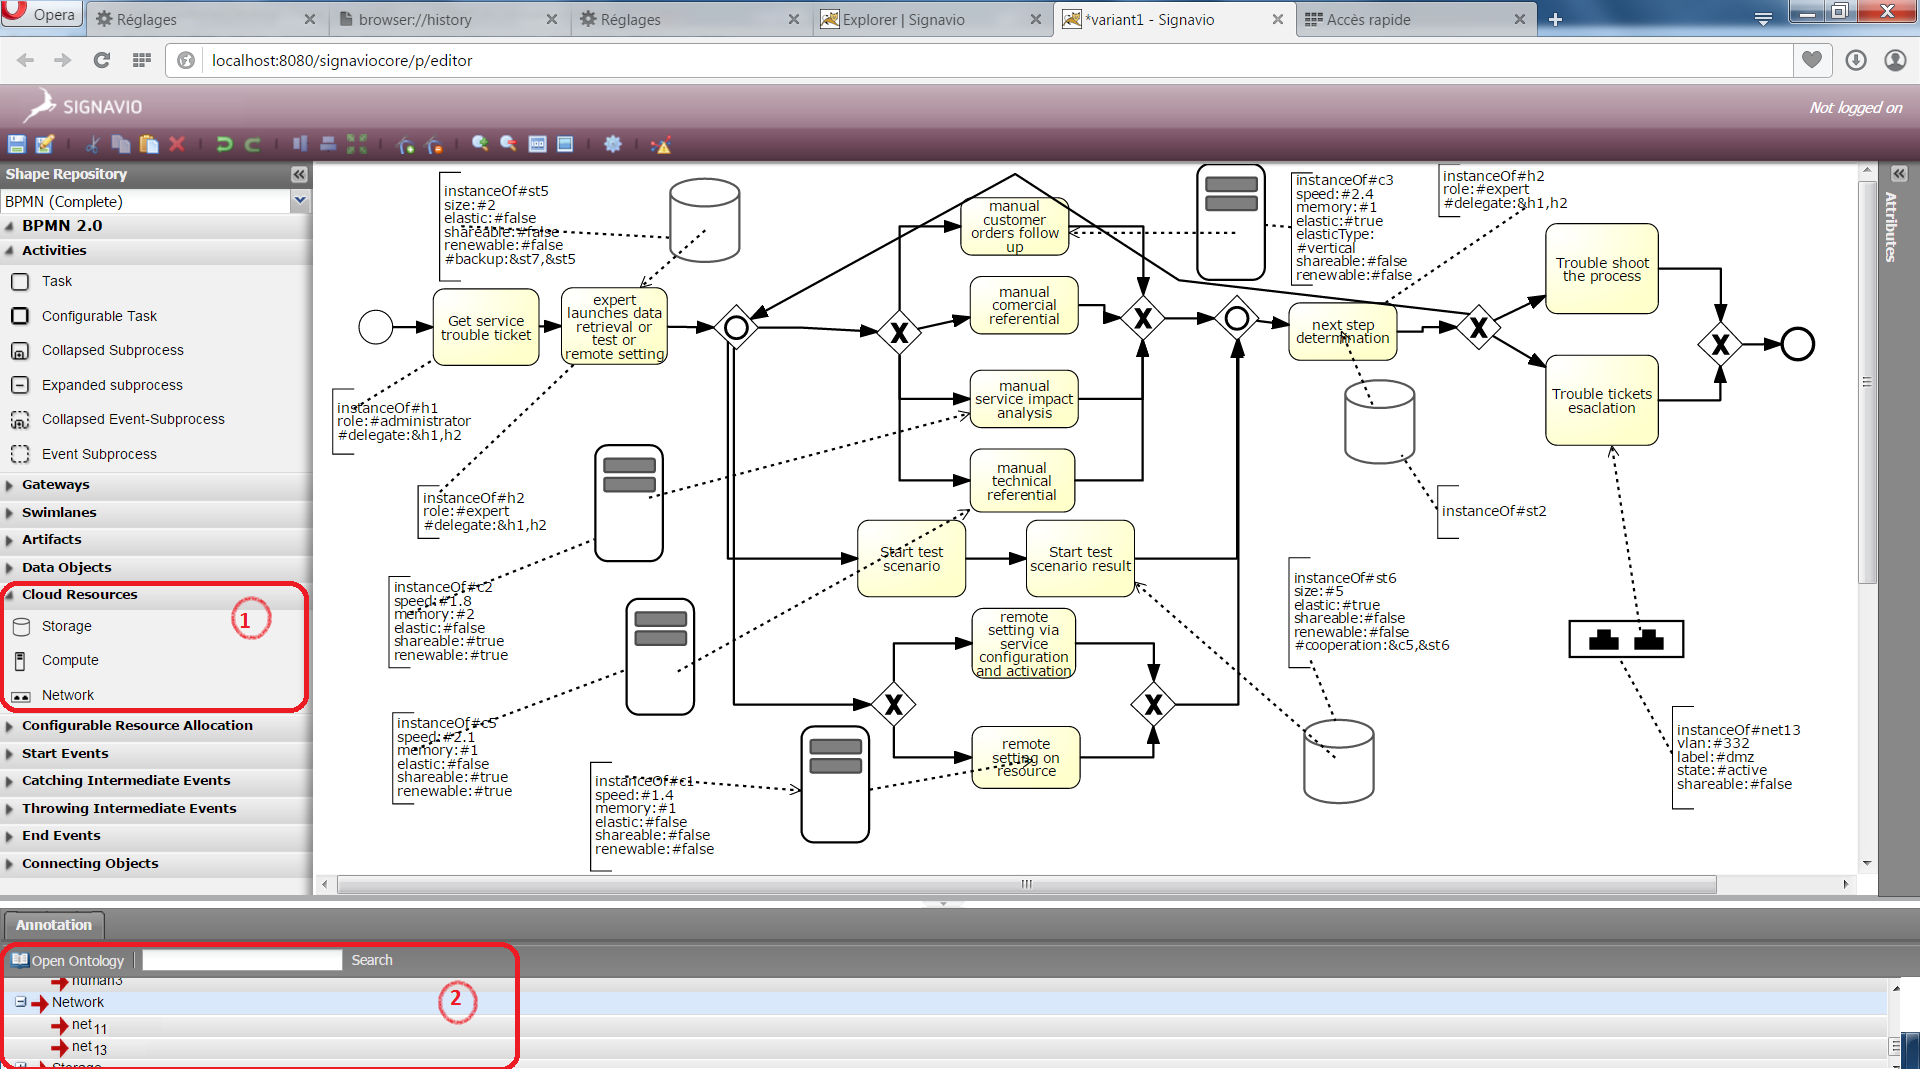 Opera
Réglages
browser://history
Réglages
Explorer | Signavio
*variant1 - Signavio
Accès rapide
localhost:8080/signaviocore/p/editor
SIGNAVIO
Not logged on
Shape Repository
BPMN (Complete)
BPMN 2.0
Activities
Task
Configurable Task
Collapsed Subprocess
Expanded subprocess
Collapsed Event-Subprocess
Event Subprocess
Gateways
Swimlanes
Artifacts
Data Objects
Cloud Resources
1
Storage
Compute
Network
Configurable Resource Allocation
Start Events
Catching Intermediate Events
Throwing Intermediate Events
End Events
Connecting Objects
Attributes
instanceOf#st5
size:#2
elastic:#false
shareable:#false
renewable:#false
#backup:&st7,&st5
Get service
trouble ticket
expert
launches data
retrieval or
test or
remote setting
instanceOf#h1
role:#administrator
#delegate:&h1,h2
instanceOf#h2
role:#expert
#delegate:&h1,h2
instanceOf#c2
speed:#1.8
memory:#2
elastic:#false
shareable:#true
renewable:#true
instanceOf#c5
speed:#2.1
memory:#1
elastic:#false
shareable:#true
renewable:#true
instanceOf#c1
speed:#1.4
memory:#1
elastic:#false
shareable:#false
renewable:#false
manual
customer
orders follow
up
manual
comercial
referential
manual
service impact
analysis
manual
technical
referential
Start test
scenario
Start test
scenario result
remote
setting via
service
configuration
and activation
remote
setting on
resource
instanceOf#c3
speed:#2.4
memory:#1
elastic:#true
elasticType:
#vertical
shareable:#false
renewable:#false
instanceOf#h2
role:#expert
#delegate:&h1,h2
next step
determination
Trouble shoot
the process
Trouble tickets
esaclation
instanceOf#st2
instanceOf#st6
size:#5
elastic:#true
shareable:#false
renewable:#false
#cooperation:&c5,&st6
instanceOf#net13
vlan:#332
label:#dmz
state:#active
shareable:#false
Annotation
Open Ontology
Search
human3
Network
2
net 11
net 13
Storage